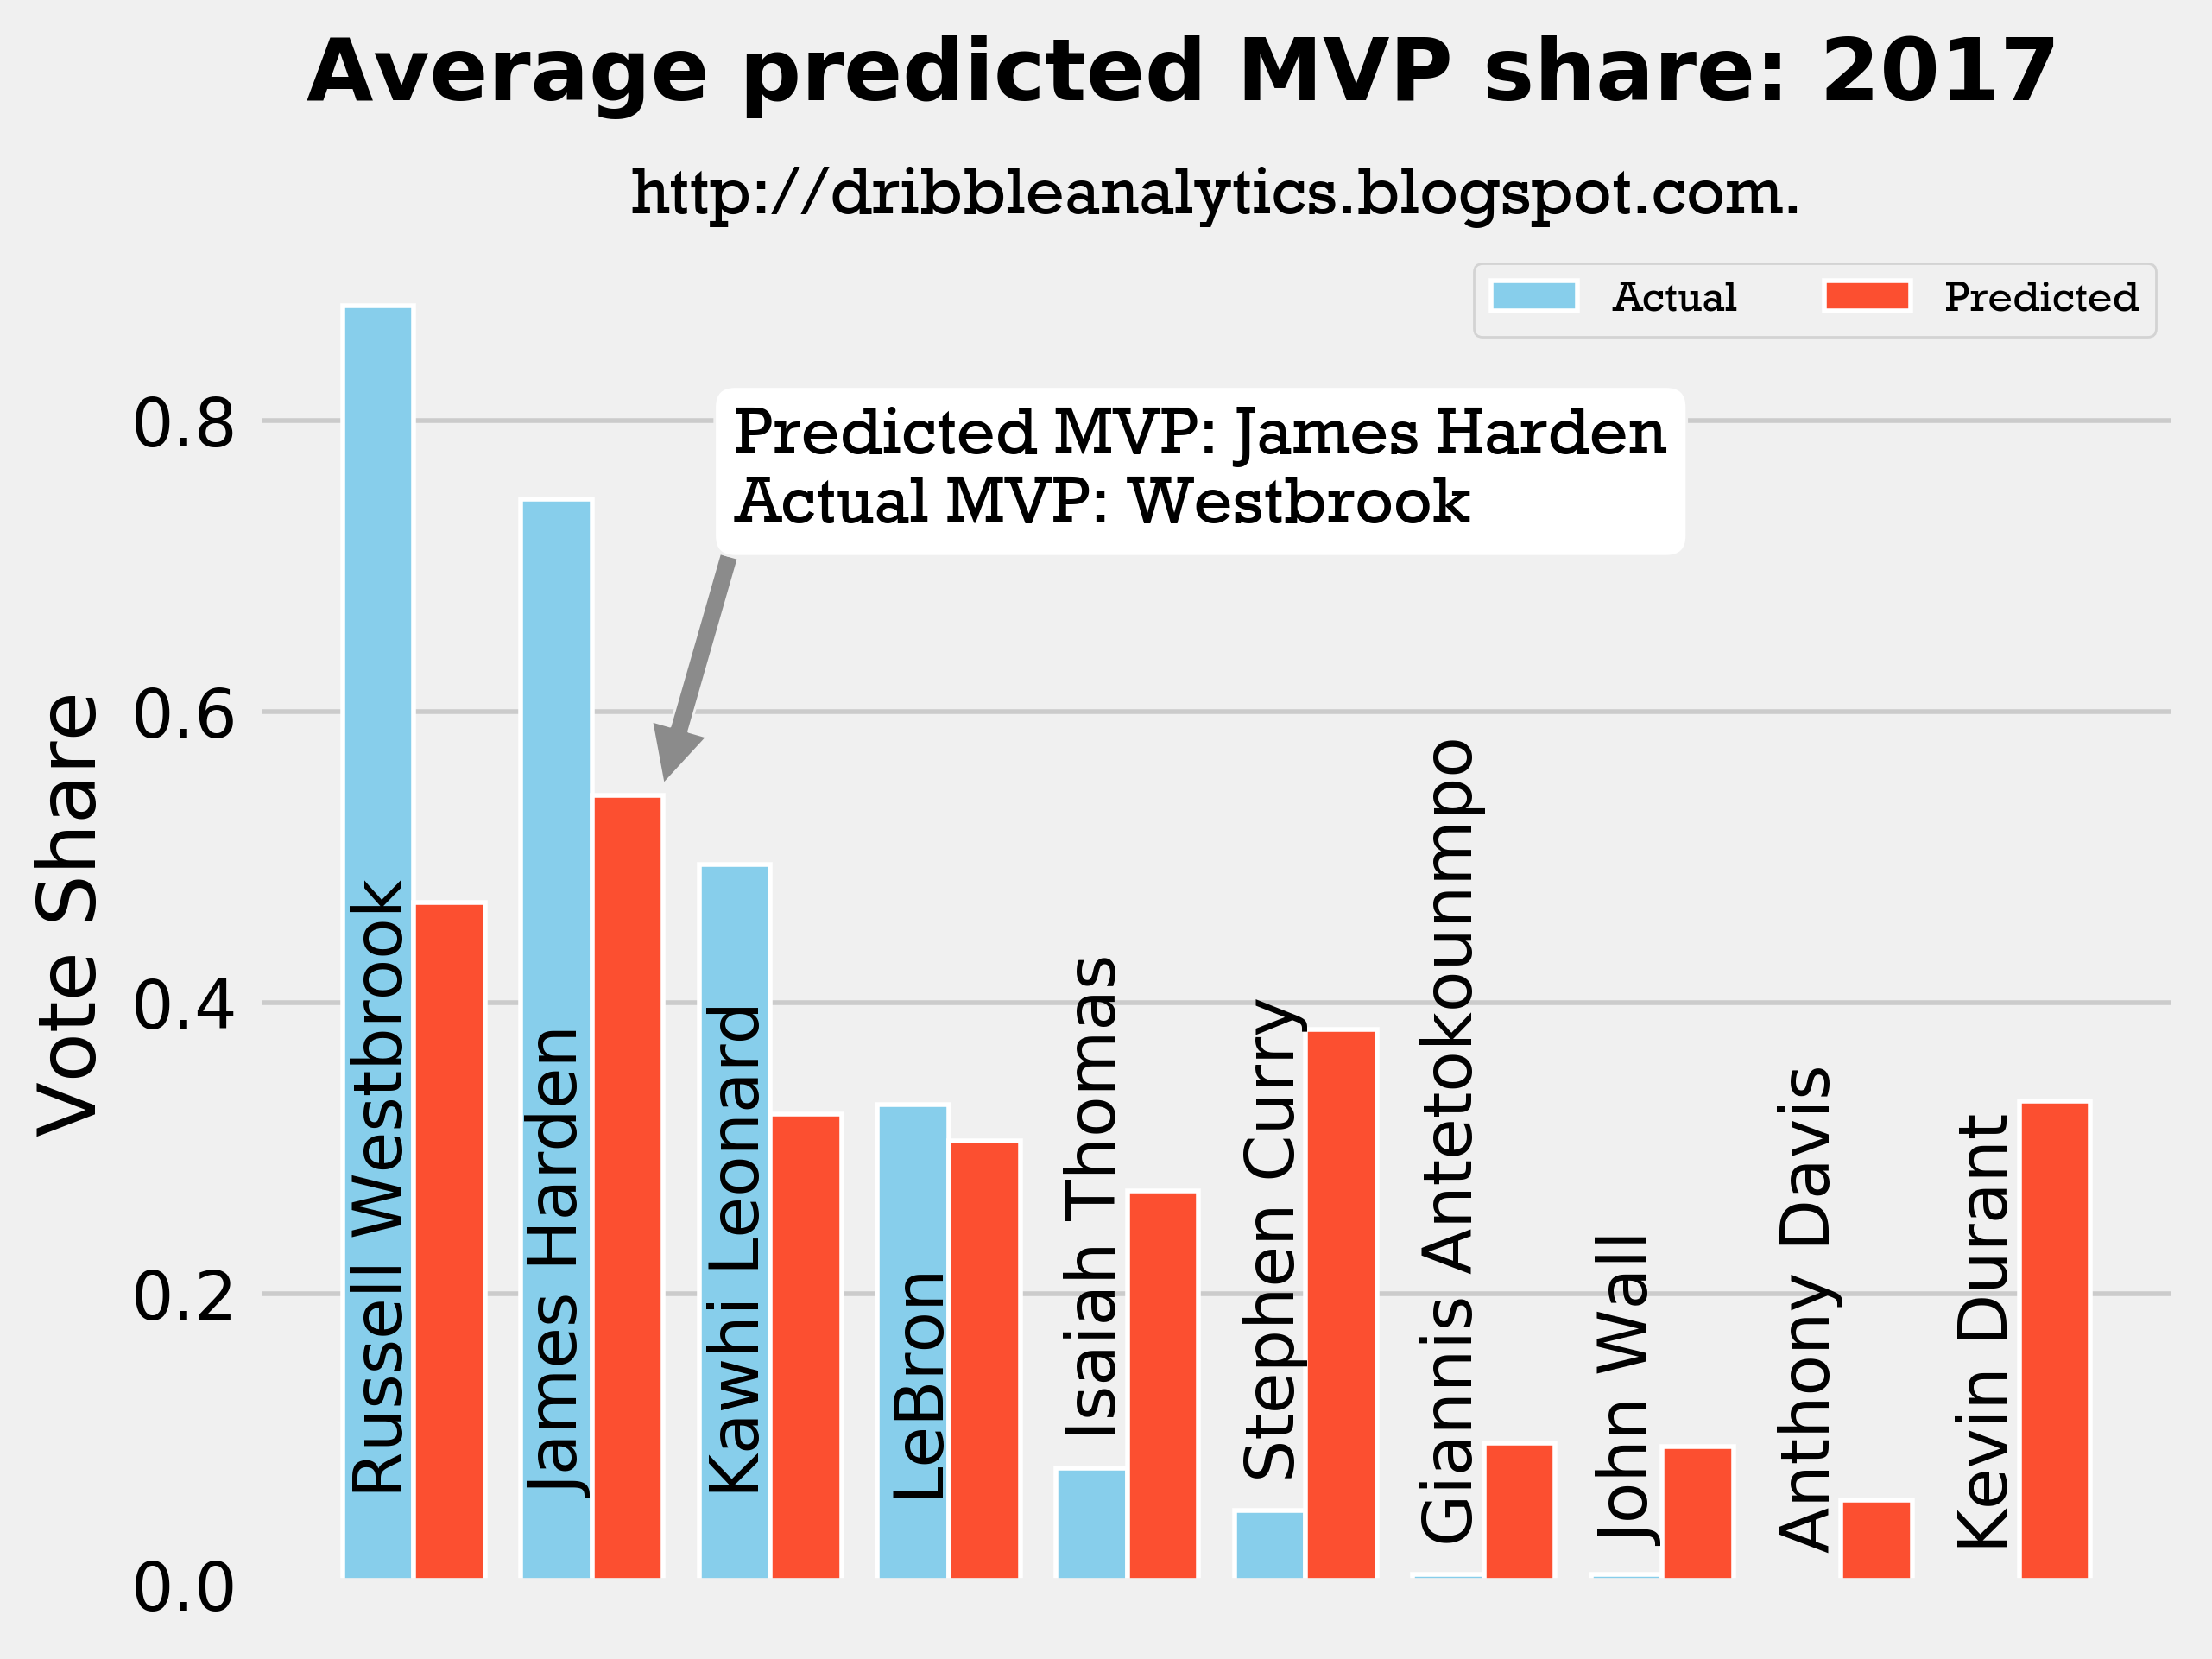 Average predicted MVP share: 2017
http://dribbleanalytics.blogspot.com.
Actual
Predicted
Predicted MVP: James Harden
Actual MVP: Westbrook
Vote Share
0.8
0.6
0.4
0.2
0.0
Russell Westbrook
James Harden
Kawhi Leonard
LeBron
Isaiah Thomas
Stephen Curry
Giannis Antetokounmpo
John Wall
Anthony Davis
Kevin Durant